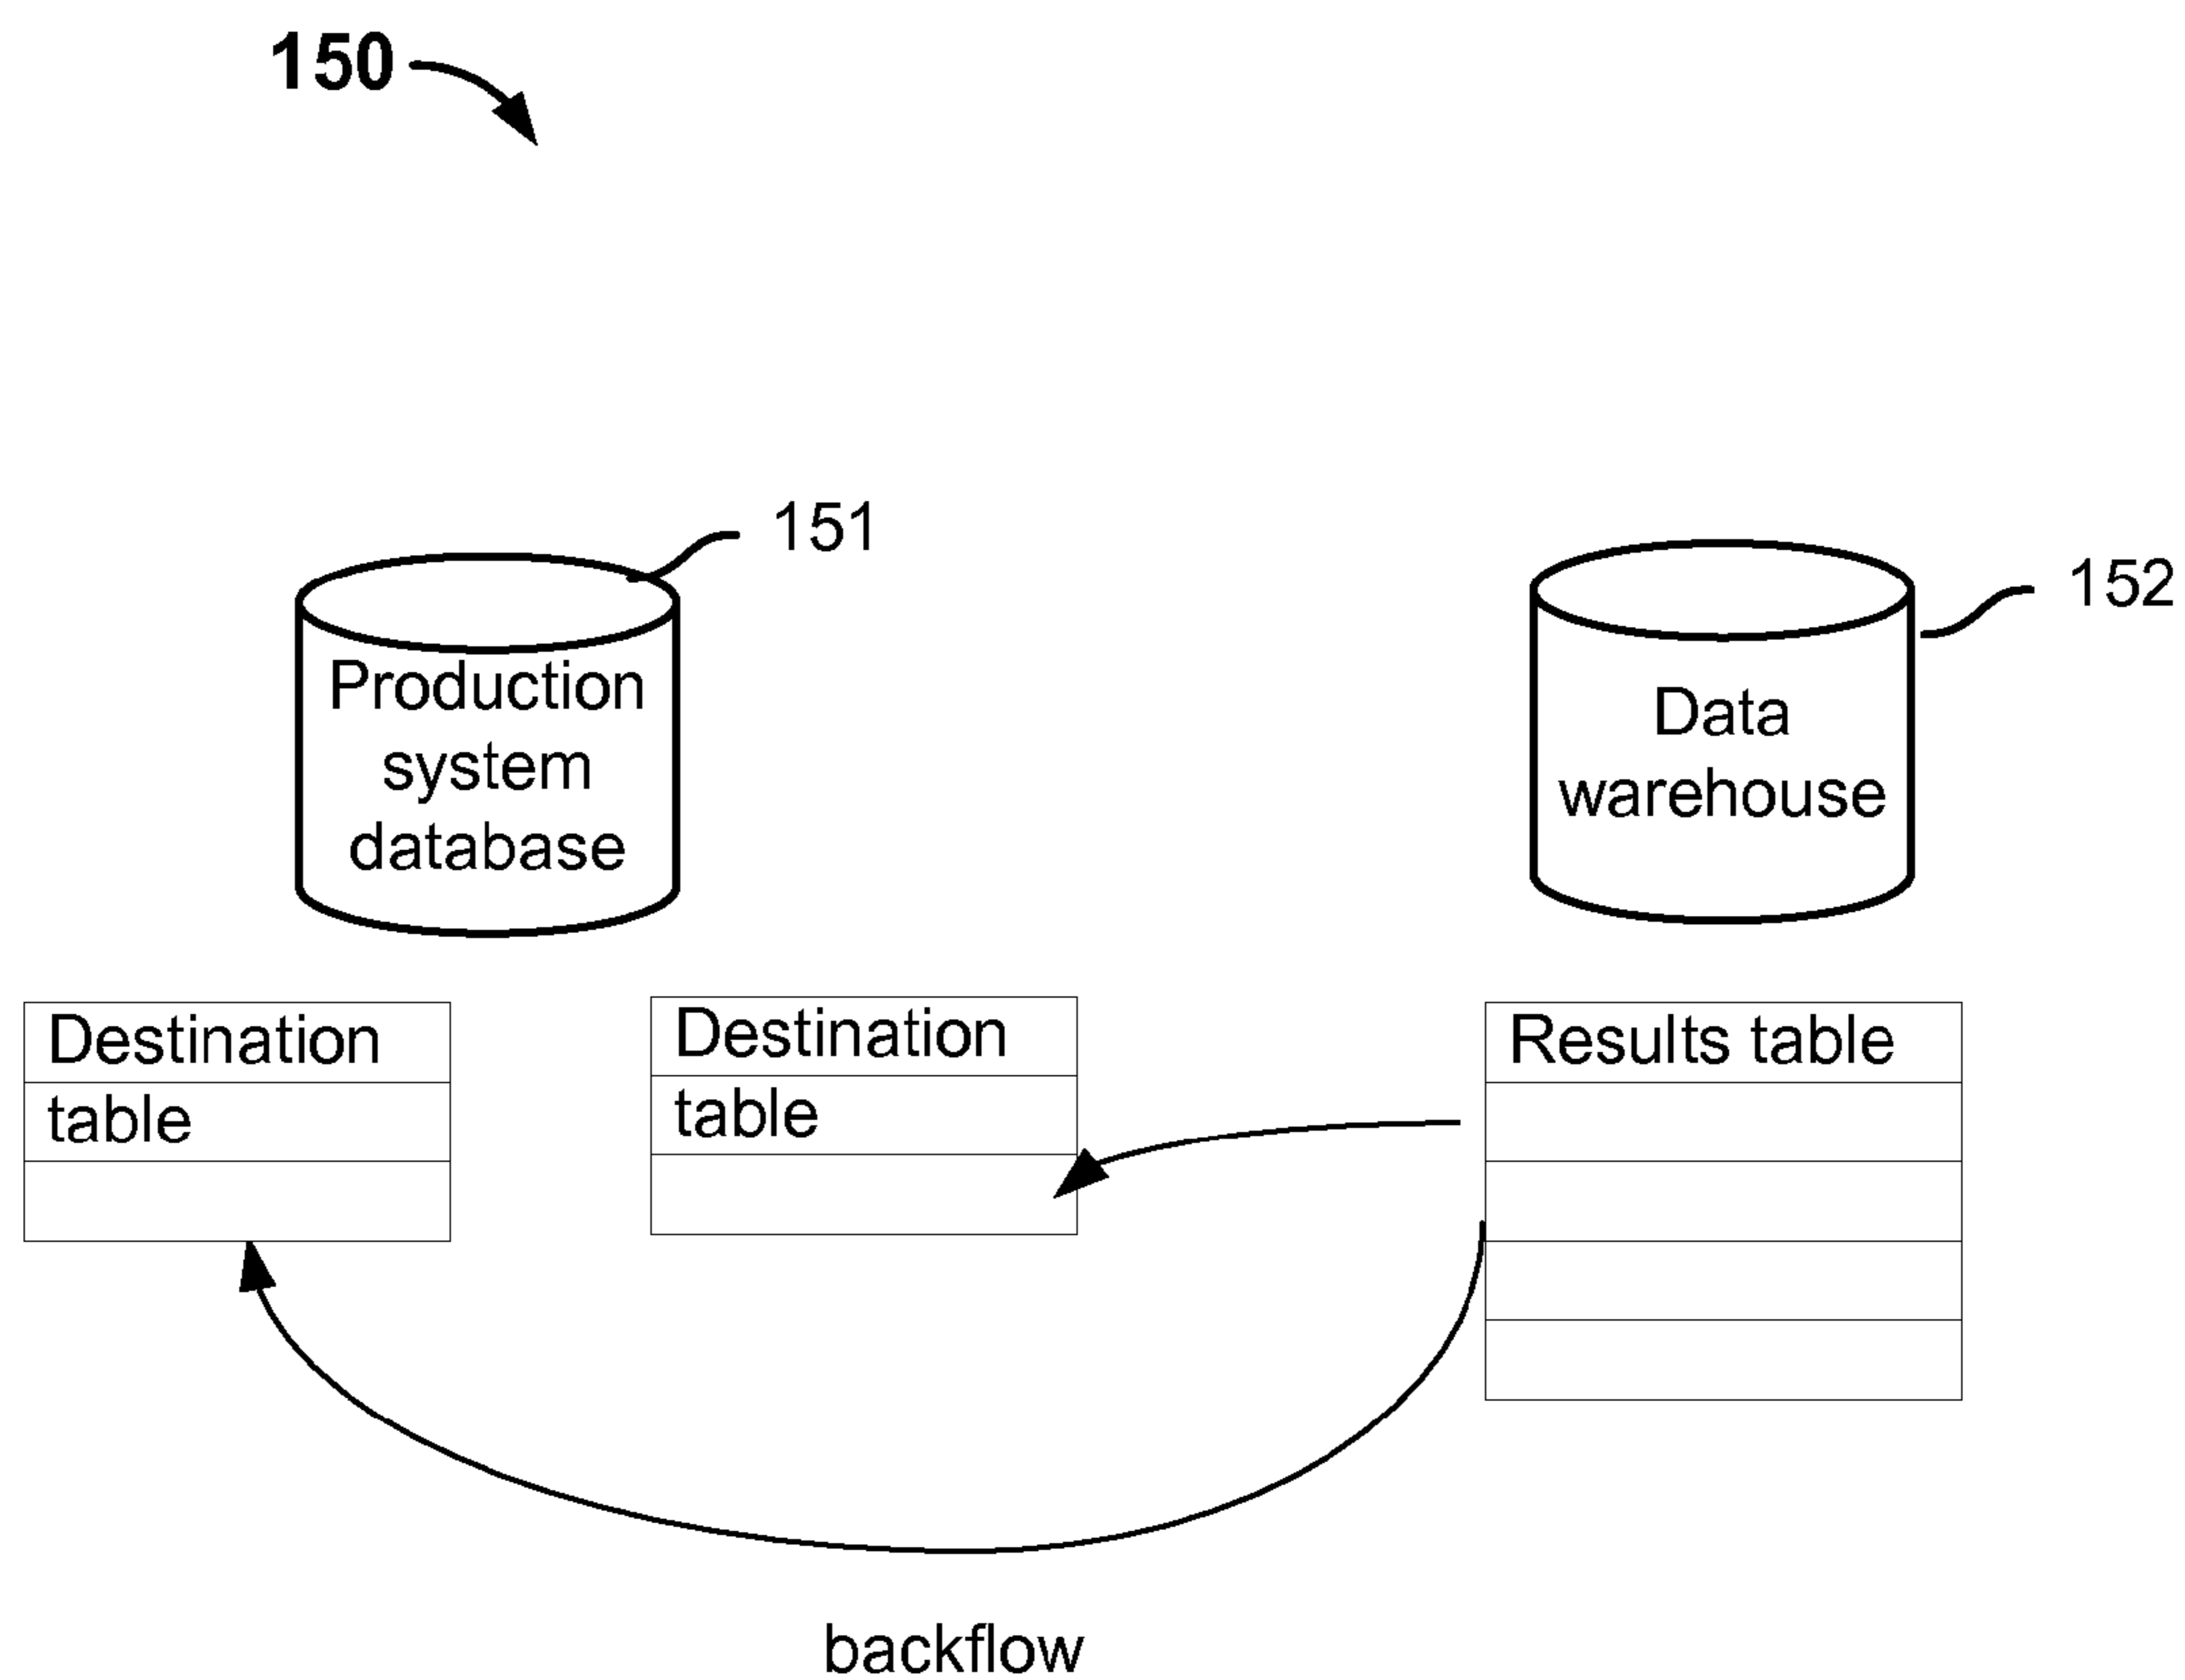 150
151
152
Production
system
database
Data
warehouse
Destination
table
Destination
table
Results table
backflow